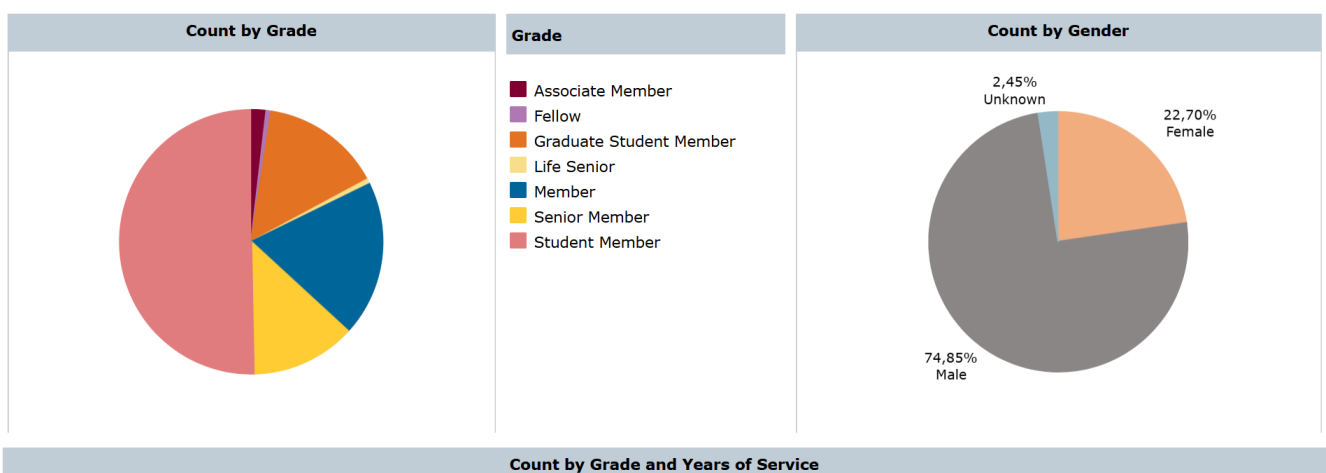 Count by Grade
Grade
Associate Member
Fellow
Graduate Student Member
Life Senior
Member
Senior Member
Student Member
Count by Gender
2,45%
Unknown
22,70%
Female
74,85%
Male
Count by Grade and Years of Service